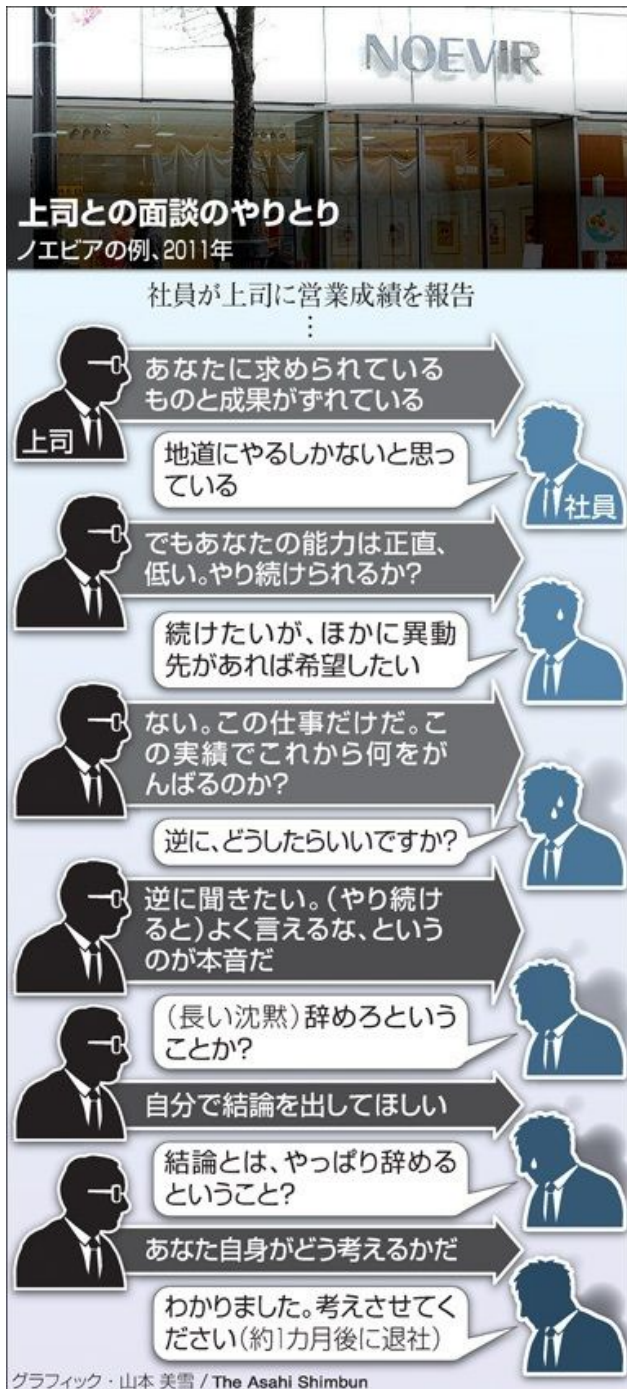 NOEVIR
上司との面談のやりとり
ノエビアの例、2011年
社員が上司に営業成績を報告
⋮
あなたに求められている
ものと成果がずれている
上司
地道にやるしかないと思っ
ている
社員
でもあなたの能力は正直、
低い。やり続けられるか?
続けたいが、ほかに異動
先があれば希望したい
ない。この仕事だけだ。こ
の実績でこれから何をが
んばるのか?
逆に、どうしたらいいですか?
逆に聞きたい。(やり続け
ると)よく言えるな、という
のが本音だ
(長い沈黙)辞めろという
ことか?
自分で結論を出してほしい
結論とは、やっぱり辞める
ということ?
あなた自身がどう考えるかだ
わかりました。考えさせてく
ださい(約1カ月後に退社)
グラフィック・山本 美雪 / The Asahi Shimbun